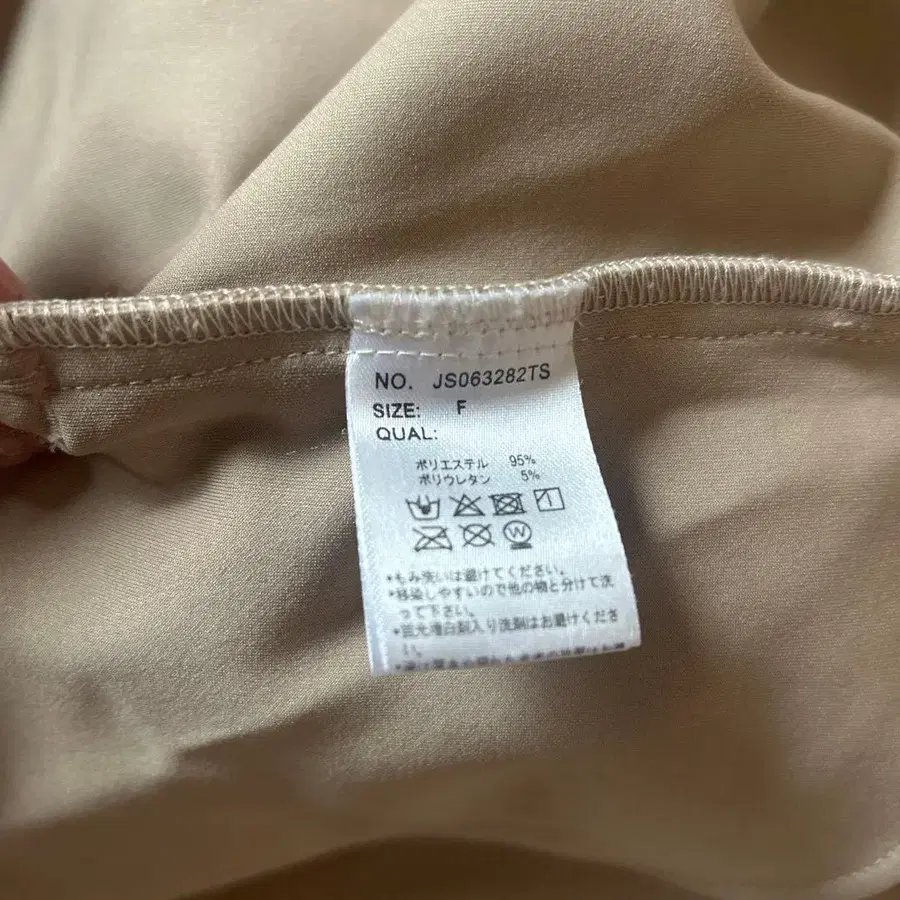 NO. JS063282TS
SIZE: F
QUAL:
ポリエステル 95%
ポリウレタン 5%
W
*もみ洗いは避けてください。
*移染しやすいので他の物と分けて洗
って下さい。
*蛍光増白剤入り洗剤はお避けくださ
い。